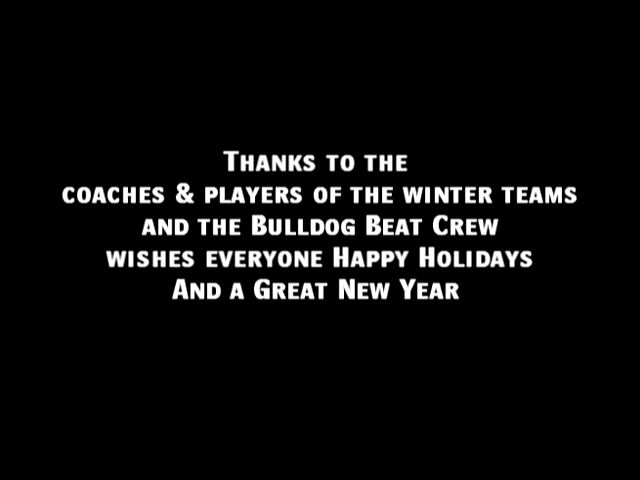 Thanks to the
coaches & players of the winter teams
and the Bulldog Beat Crew
wishes everyone Happy Holidays
And a Great New Year